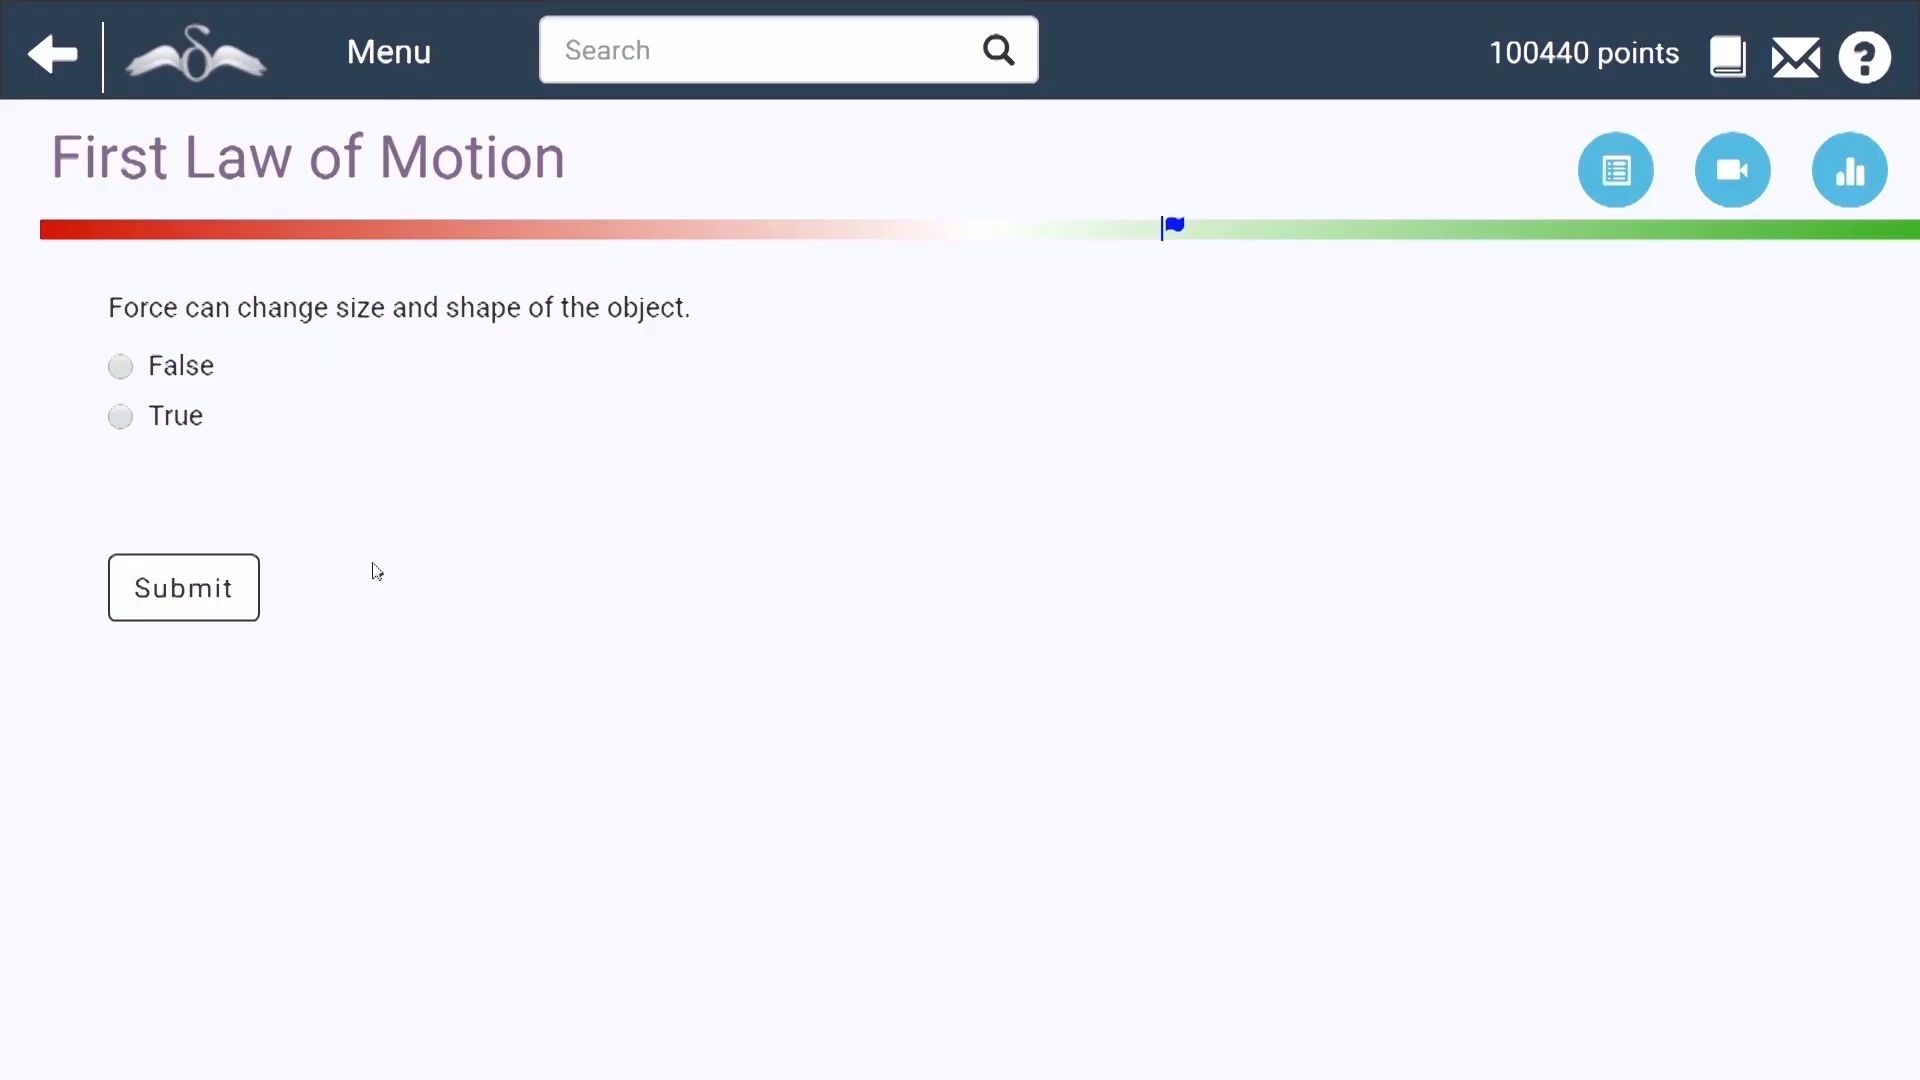 Menu
Search
100440 points
First Law of Motion
Force can change size and shape of the object.
False
True
Submit